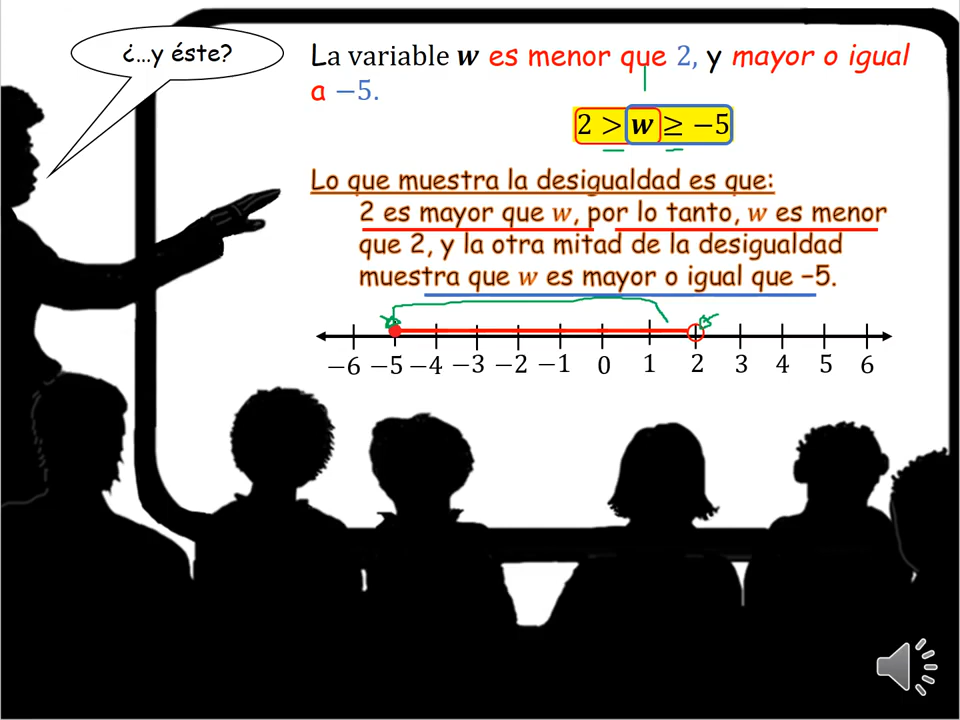 ¿…y éste?
La variable w es menor que 2, y mayor o igual
a −5.
2 > w ≥ −5
Lo que muestra la desigualdad es que:
2 es mayor que w, por lo tanto, w es menor
que 2, y la otra mitad de la desigualdad
muestra que w es mayor o igual que −5.
−6 −5 −4 −3 −2 −1 0 1 2 3 4 5 6